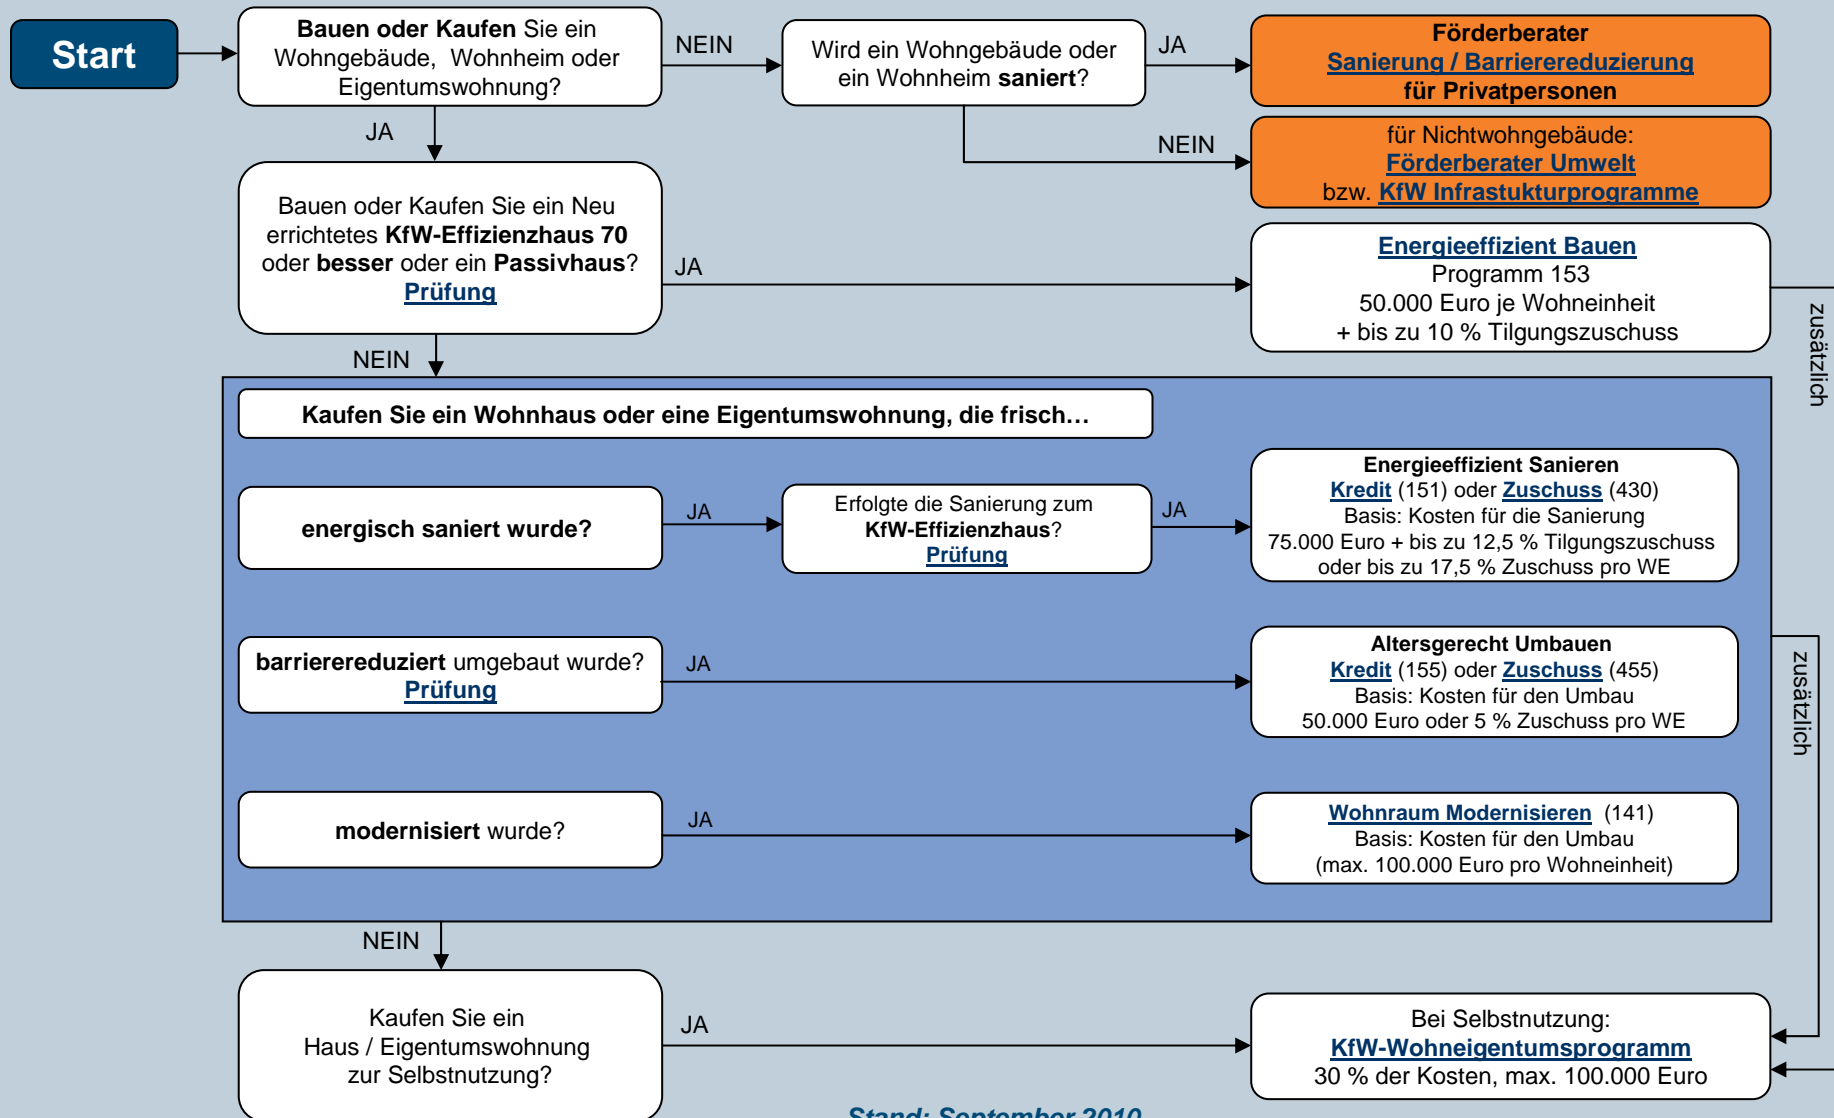 Start
Bauen oder Kaufen Sie ein
Wohngebäude, Wohnheim oder
Eigentumswohnung?
NEIN
Wird ein Wohngebäude oder
ein Wohnheim saniert?
JA
Förderberater
Sanierung / Barrierereduzierung
für Privatpersonen
JA
NEIN
für Nichtwohngebäude:
Förderberater Umwelt
bzw. KfW Infrastukturprogramme
Bauen oder Kaufen Sie ein Neu
errichtetes KfW-Effizienzhaus 70
oder besser oder ein Passivhaus?
Prüfung
JA
Energieeffizient Bauen
Programm 153
50.000 Euro je Wohneinheit
+ bis zu 10 % Tilgungszuschuss
zusätzlich
NEIN
Kaufen Sie ein Wohnhaus oder eine Eigentumswohnung, die frisch…
energisch saniert wurde?
JA
Erfolgte die Sanierung zum
KfW-Effizienzhaus?
Prüfung
JA
Energieeffizient Sanieren
Kredit (151) oder Zuschuss (430)
Basis: Kosten für die Sanierung
75.000 Euro + bis zu 12,5 % Tilgungszuschuss
oder bis zu 17,5 % Zuschuss pro WE
barrierereduziert umgebaut wurde?
Prüfung
JA
Altersgerecht Umbauen
Kredit (155) oder Zuschuss (455)
Basis: Kosten für den Umbau
50.000 Euro oder 5 % Zuschuss pro WE
zusätzlich
modernisiert wurde?
JA
Wohnraum Modernisieren (141)
Basis: Kosten für den Umbau
(max. 100.000 Euro pro Wohneinheit)
NEIN
Kaufen Sie ein
Haus / Eigentumswohnung
zur Selbstnutzung?
JA
Bei Selbstnutzung:
KfW-Wohneigentumsprogramm
30 % der Kosten, max. 100.000 Euro
Stand: September 2010